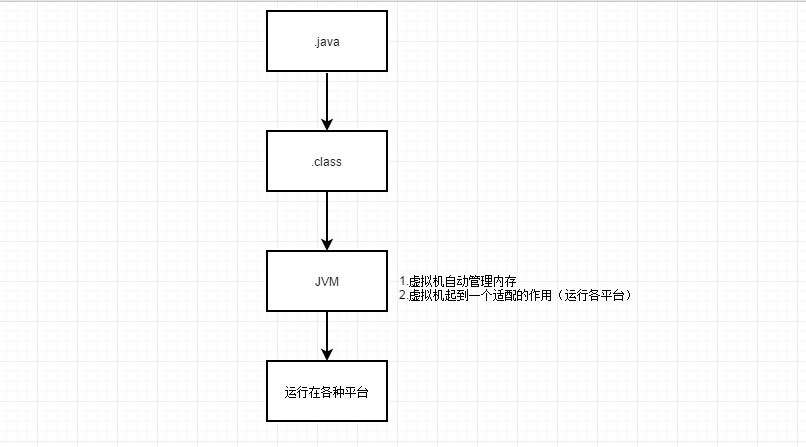 .java
.class
JVM
1.虚拟机自动管理内存
2.虚拟机起到一个适配的作用（运行各平台）
运行在各种平台